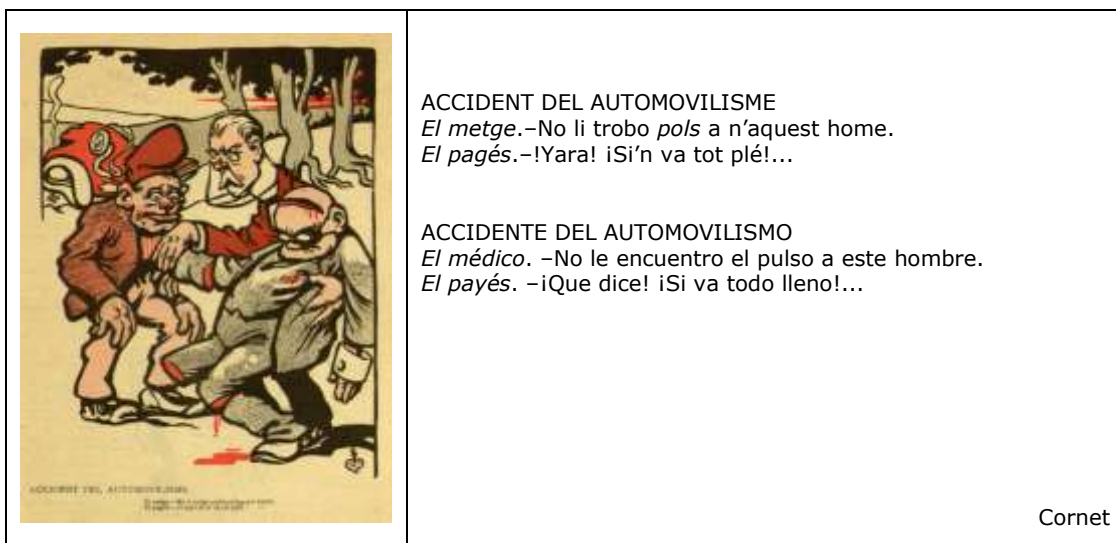 ACCIDENT DEL AUTOMOVILISME
El metge.–No li trobo pols a n'aquest home.
El pagés.–!Yara! ¡Si'n va tot plé!...
ACCIDENTE DEL AUTOMOVILISMO
El médico. –No le encuentro el pulso a este hombre.
El payés. –¡Que dice! ¡Si va todo lleno!...
Cornet
ACCIDENT DEL AUTOMOVILISME